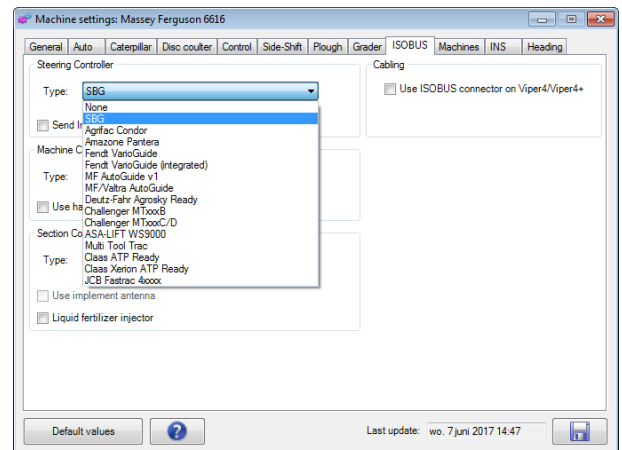 Machine settings: Massey Ferguson 6616
General Auto Caterpillar Disc coulter Control Side-Shift Plough Grader ISOBUS Machines INS Heading
Steering Controller
Type: SBG
None
SBG
Agrifac Condor
Amazone Pantera
Fendt VarioGuide
Fendt VarioGuide (integrated)
MF AutoGuide v1
MF/Valtra AutoGuide
Deutz-Fahr Agrosky Ready
Challenger MTxxxB
Challenger MTxxxC/D
ASA-LIFT WS9000
Multi Tool Trac
Claas ATP Ready
Claas Xerion ATP Ready
JCB Fastrac 4xxxx
Send
Machine
Type:
Use
Section
Type:
Use implement antenna
Liquid fertilizer injector
Cabling
Use ISOBUS connector on Viper4/Viper4+
Default values
?
Last update: wo. 7 juni 2017 14:47